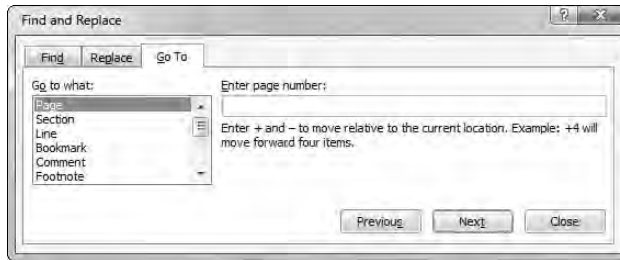 Find and Replace
Find
Replace
Go To
Go to what:
Page
Section
Line
Bookmark
Comment
Footnote
Enter page number:
Enter + and – to move relative to the current location. Example: +4 will
move forward four items.
Previous
Next
Close